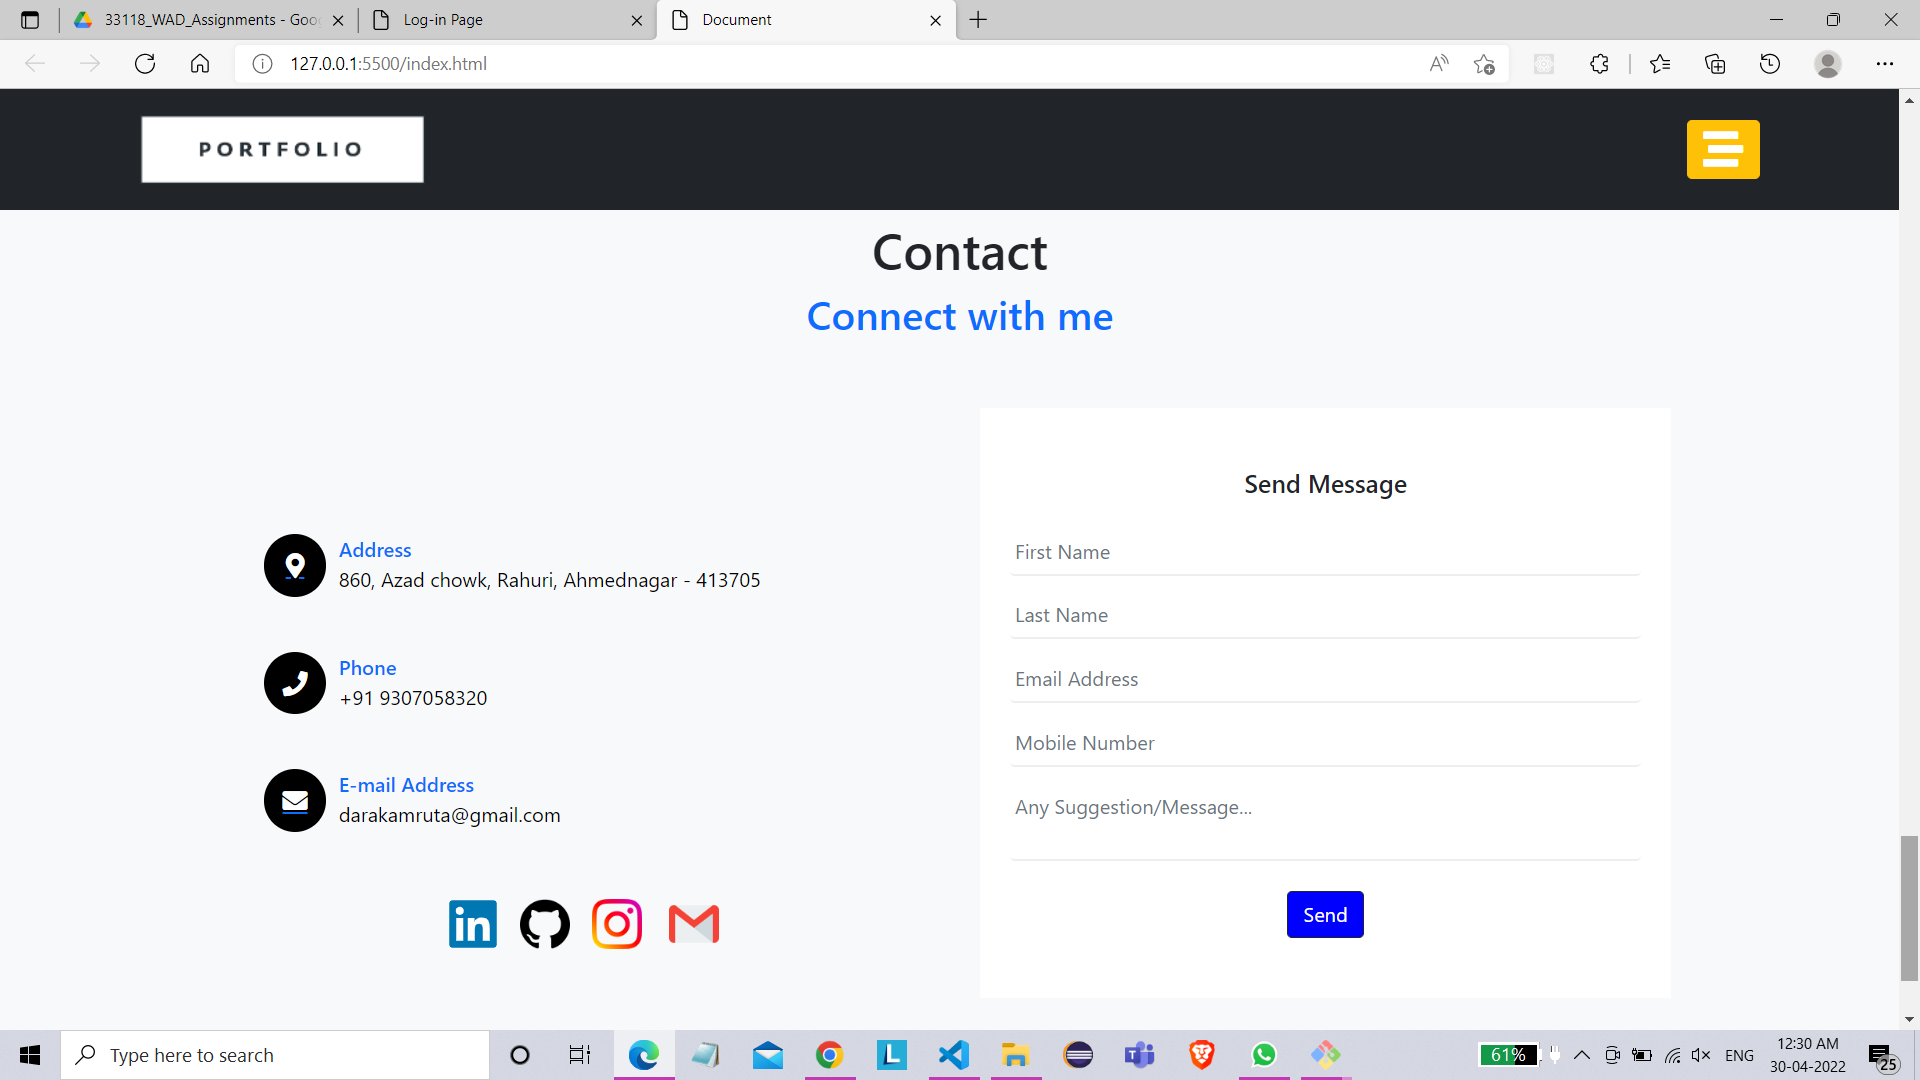 33118_WAD_Assignments - Goo
Log-in Page
Document
127.0.0.1:5500/index.html
PORTFOLIO
Contact
Connect with me
Send Message
First Name
Last Name
Email Address
Mobile Number
Any Suggestion/Message...
Send
Address
860, Azad chowk, Rahuri, Ahmednagar - 413705
Phone
+91 9307058320
E-mail Address
darakamruta@gmail.com
in
Type here to search
L
61%
ENG
12:30 AM
30-04-2022
25